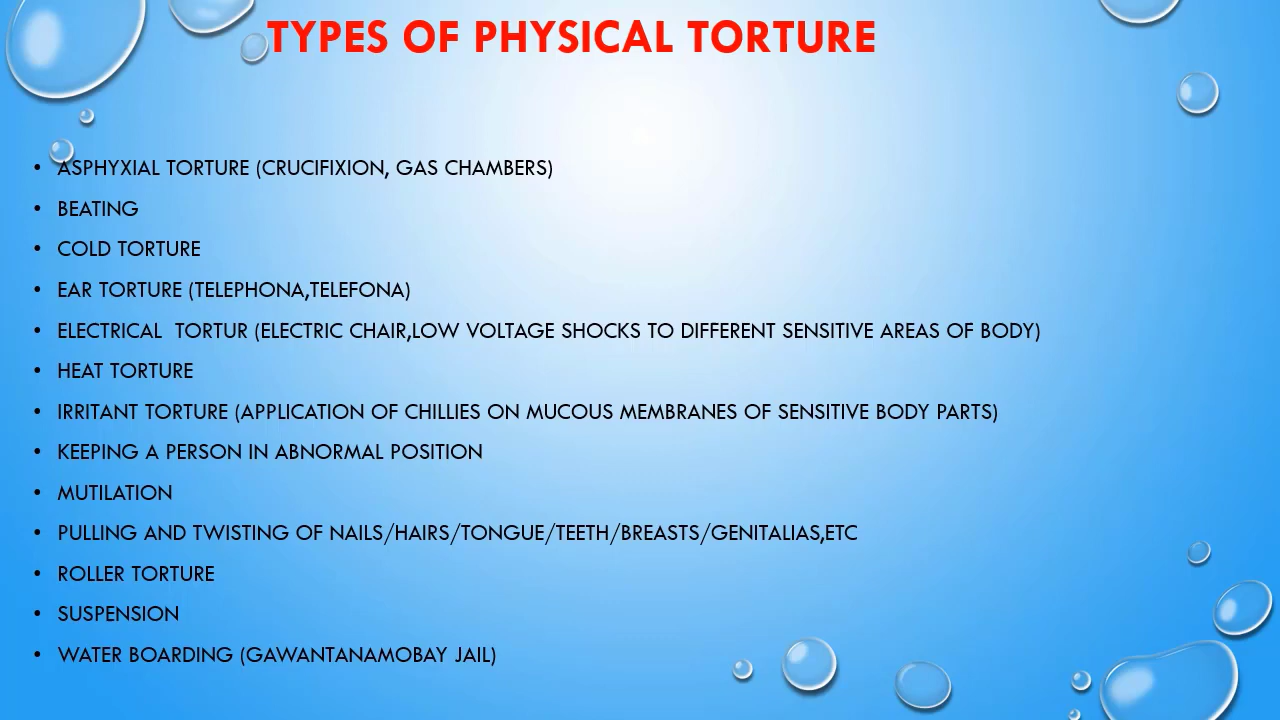 TYPES OF PHYSICAL TORTURE
• ASPHYXIAL TORTURE (CRUCIFIXION, GAS CHAMBERS)
• BEATING
• COLD TORTURE
• EAR TORTURE (TELEPHONA,TELEFONA)
• ELECTRICAL  TORTUR (ELECTRIC CHAIR,LOW VOLTAGE SHOCKS TO DIFFERENT SENSITIVE AREAS OF BODY)
• HEAT TORTURE
• IRRITANT TORTURE (APPLICATION OF CHILLIES ON MUCOUS MEMBRANES OF SENSITIVE BODY PARTS)
• KEEPING A PERSON IN ABNORMAL POSITION
• MUTILATION
• PULLING AND TWISTING OF NAILS/HAIRS/TONGUE/TEETH/BREASTS/GENITALIAS,ETC
• ROLLER TORTURE
• SUSPENSION
• WATER BOARDING (GAWANTANAMOBAY JAIL)